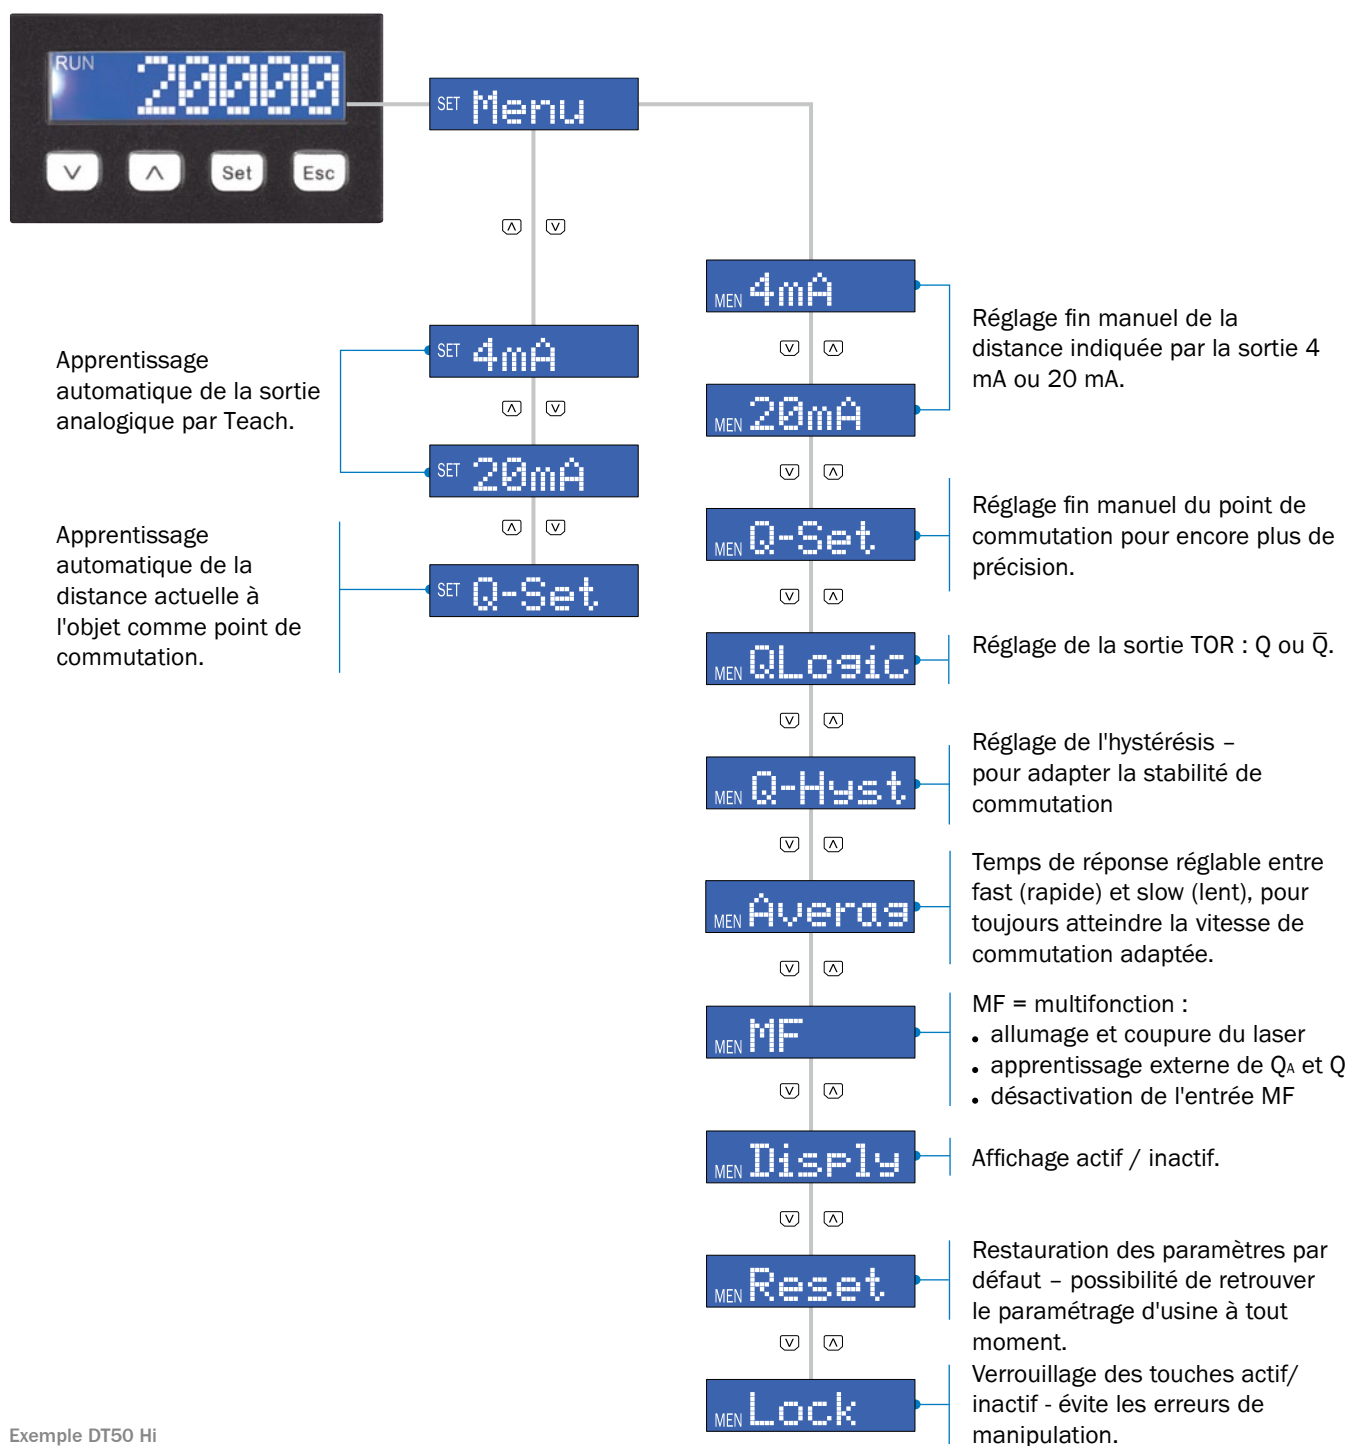 RUN 20000
Set Esc
SET Menu
SET 4mA
SET 20mA
SET Q-Set
Apprentissage
automatique de la sortie
analogique par Teach.
Apprentissage
automatique de la
distance actuelle à
l'objet comme point de
commutation.
MEN 4mA
MEN 20mA
Réglage fin manuel de la
distance indiquée par la sortie 4
mA ou 20 mA.
MEN Q-Set
Réglage fin manuel du point de
commutation pour encore plus de
précision.
MEN QLogic
Réglage de la sortie TOR : Q ou Q̅.
MEN Q-Hyst
Réglage de l'hystérésis –
pour adapter la stabilité de
commutation
MEN Averag
Temps de réponse réglable entre
fast (rapide) et slow (lent), pour
toujours atteindre la vitesse de
commutation adaptée.
MEN MF
MF = multifonction :
• allumage et coupure du laser
• apprentissage externe de QA et Q
• désactivation de l'entrée MF
MEN Disply
Affichage actif / inactif.
MEN Reset
Restauration des paramètres par
défaut – possibilité de retrouver
le paramétrage d'usine à tout
moment.
MEN Lock
Verrouillage des touches actif/
inactif - évite les erreurs de
manipulation.
Exemple DT50 Hi